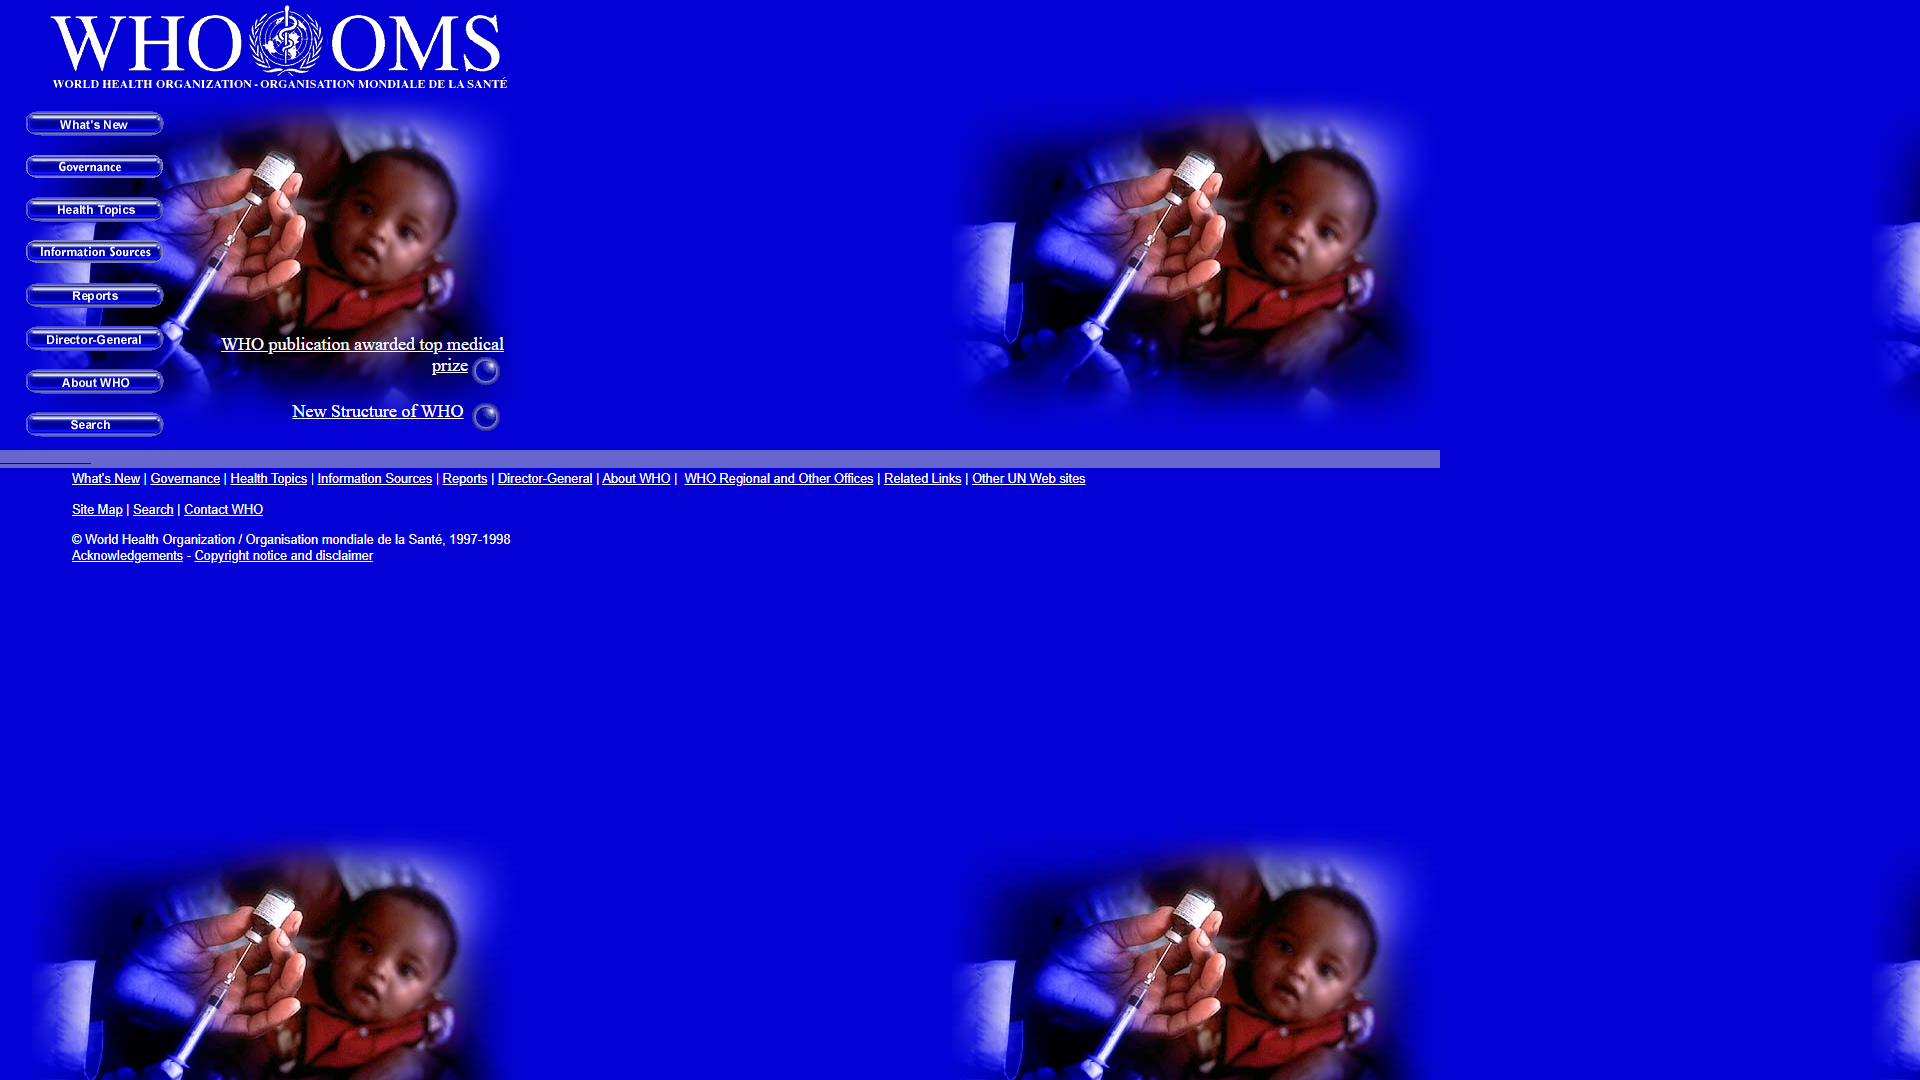 WHO OMS
WORLD HEALTH ORGANIZATION - ORGANISATION MONDIALE DE LA SANTÉ
What's New
Governance
Health Topics
Information Sources
Reports
Director-General
About WHO
Search
WHO publication awarded top medical
prize
New Structure of WHO
What's New | Governance | Health Topics | Information Sources | Reports | Director-General | About WHO | WHO Regional and Other Offices | Related Links | Other UN Web sites
Site Map | Search | Contact WHO
© World Health Organization / Organisation mondiale de la Santé, 1997-1998
Acknowledgements - Copyright notice and disclaimer